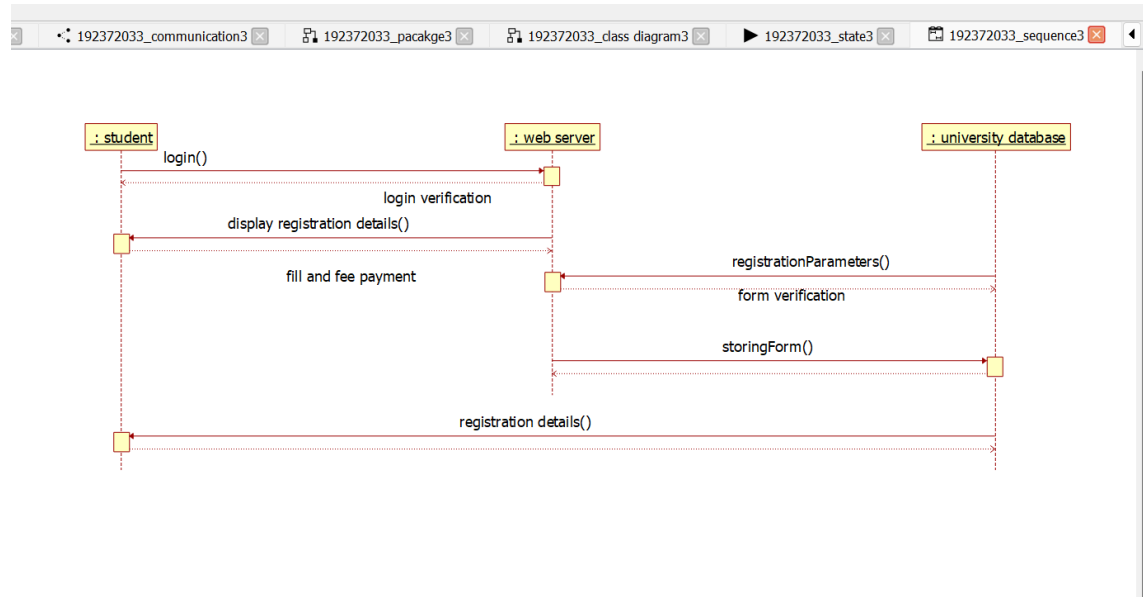 192372033_communication3
192372033_pacakge3
192372033_class diagram3
192372033_state3
192372033_sequence3
: student
: web server
: university database
login()
login verification
display registration details()
registrationParameters()
fill and fee payment
form verification
storingForm()
registration details()